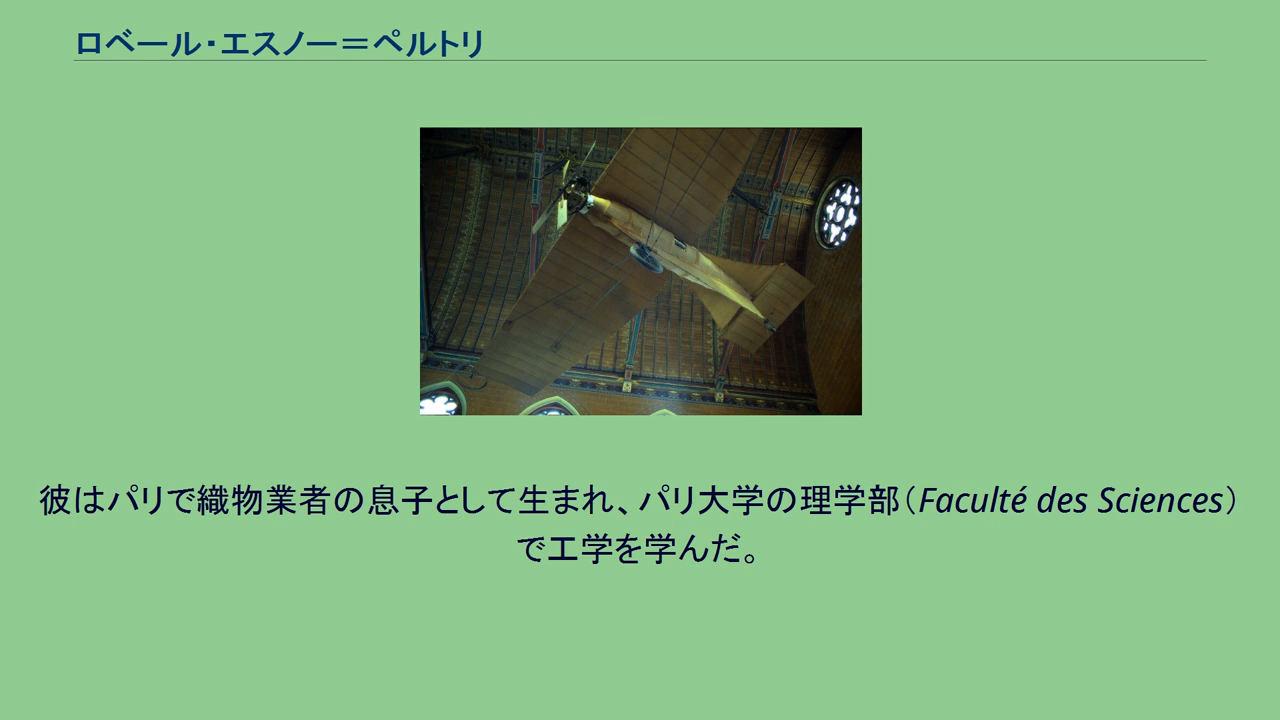 ロベール・エスノー＝ペルトリ
彼はパリで織物業者の息子として生まれ、パリ大学の理学部（Faculté des Sciences）
で工学を学んだ。